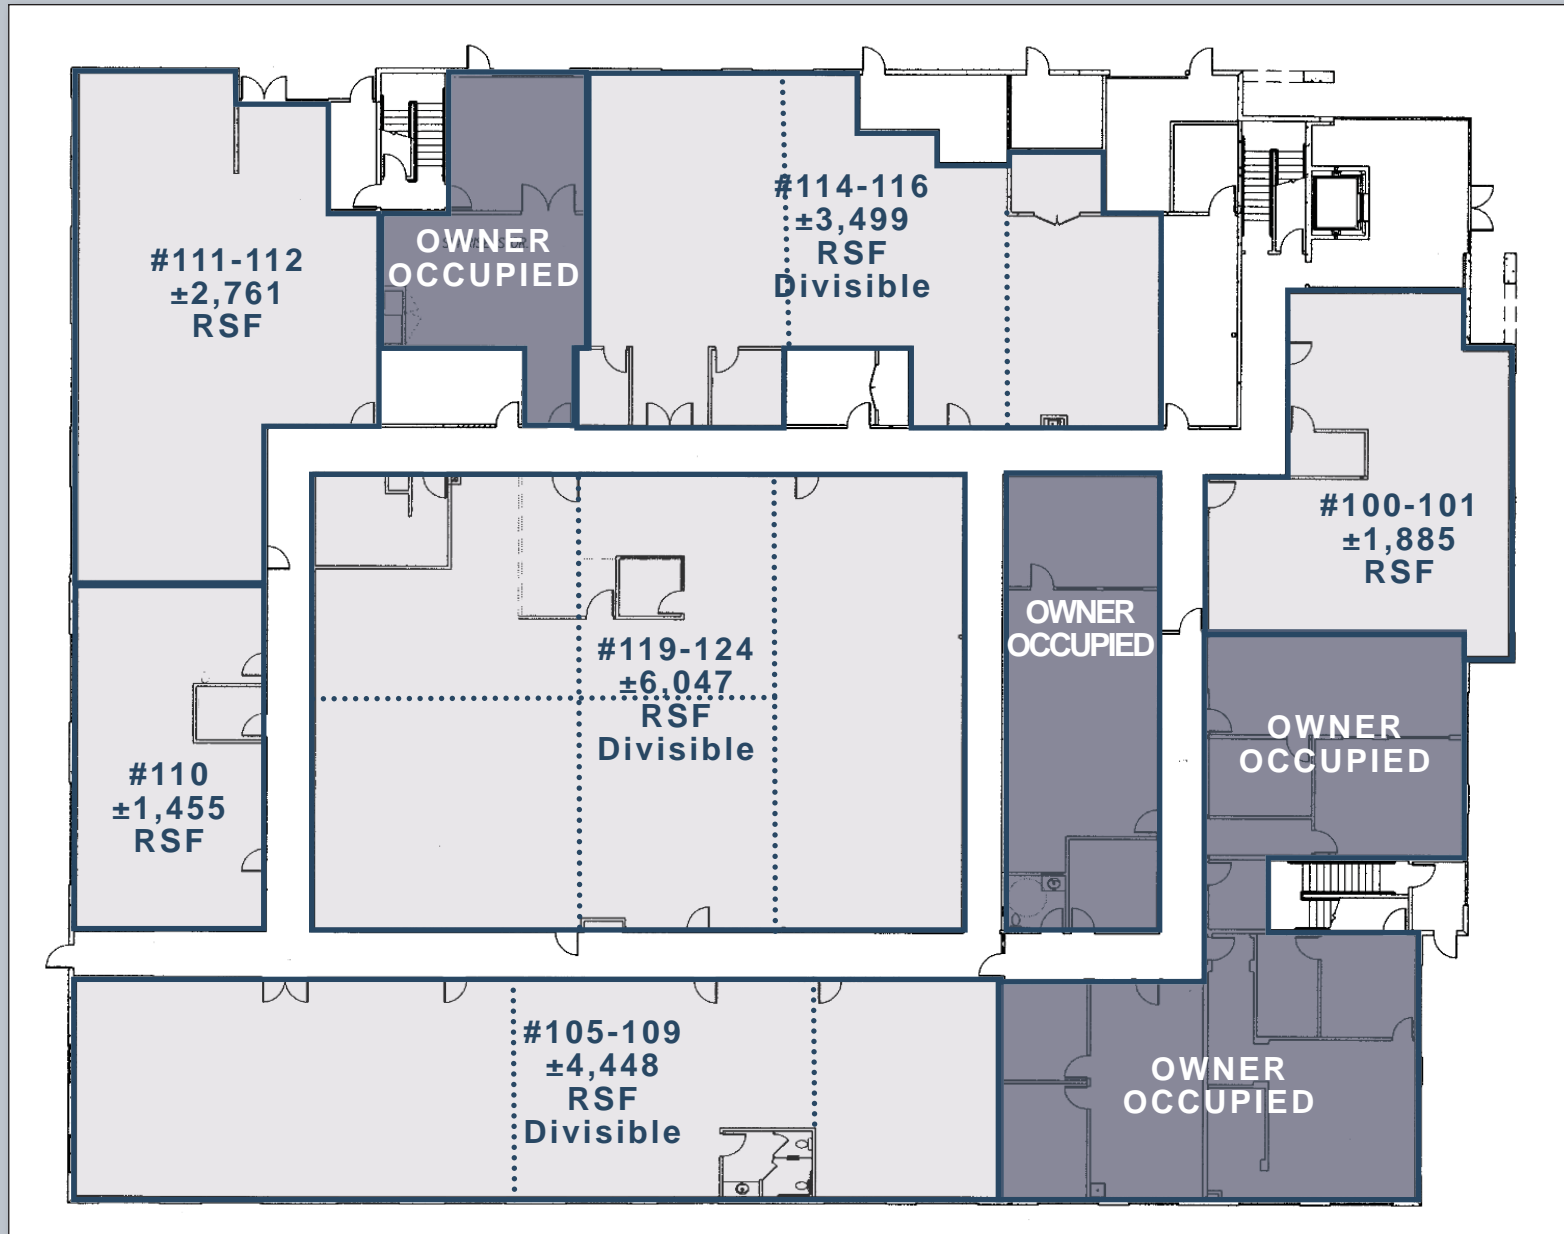 #114-116
±3,499
RSF
Divisible
OWNER
OCCUPIED
#111-112
±2,761
RSF
#100-101
±1,885
RSF
OWNER
OCCUPIED
#119-124
±6,047
RSF
Divisible
OWNER
OCCUPIED
#110
±1,455
RSF
#105-109
±4,448
RSF
Divisible
OWNER
OCCUPIED